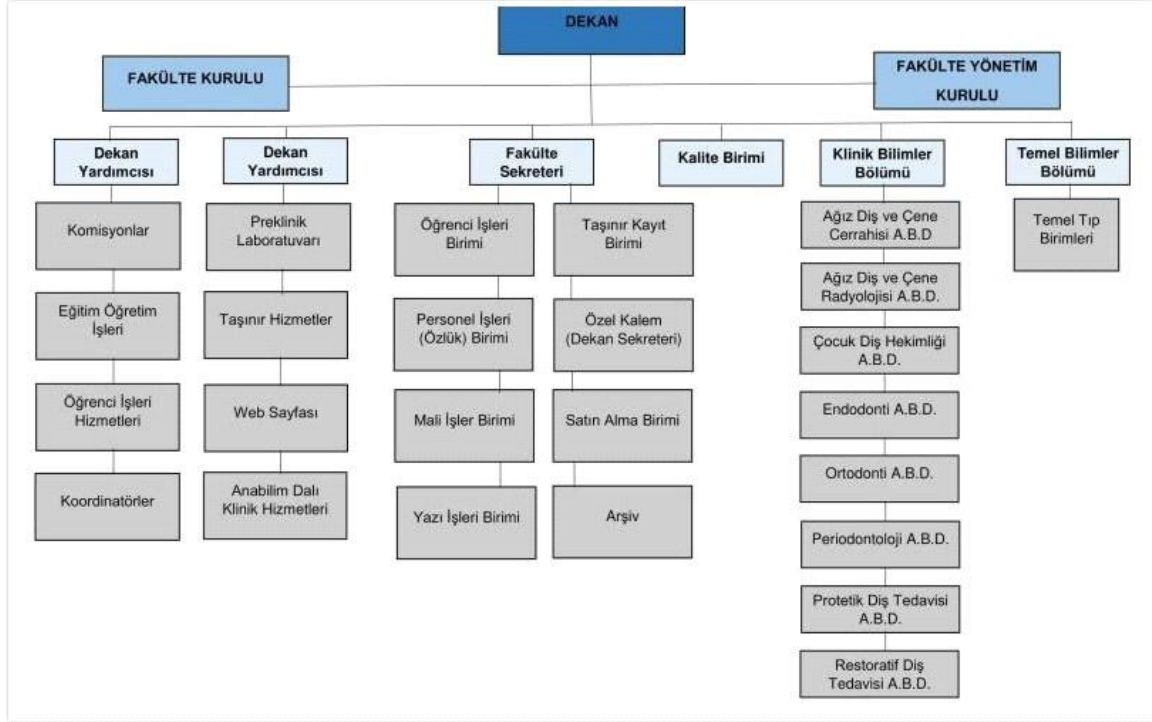 DEKAN
FAKÜLTE KURULU
FAKÜLTE YÖNETİM
KURULU
Dekan
Yardımcısı
Dekan
Yardımcısı
Fakülte
Sekreteri
Kalite Birimi
Klinik Bilimler
Bölümü
Temel Bilimler
Bölümü
Komisyonlar
Eğitim Öğretim
İşleri
Öğrenci İşleri
Hizmetleri
Koordinatörler
Preklinik
Laboratuvarı
Taşınır Hizmetler
Web Sayfası
Anabilim Dalı
Klinik Hizmetleri
Öğrenci İşleri
Birimi
Personel İşleri
(Özlük) Birimi
Mali İşler Birimi
Yazı İşleri Birimi
Taşınır Kayıt
Birimi
Özel Kalem
(Dekan Sekreteri)
Satın Alma Birimi
Arşiv
Ağız Diş ve Çene
Cerrahisi A.B.D
Ağız Diş ve Çene
Radyolojisi A.B.D.
Çocuk Diş Hekimliği
A.B.D.
Endodonti A.B.D.
Ortodonti A.B.D.
Periodontoloji A.B.D.
Protetik Diş Tedavisi
A.B.D.
Restoratif Diş
Tedavisi A.B.D.
Temel Tıp
Birimleri